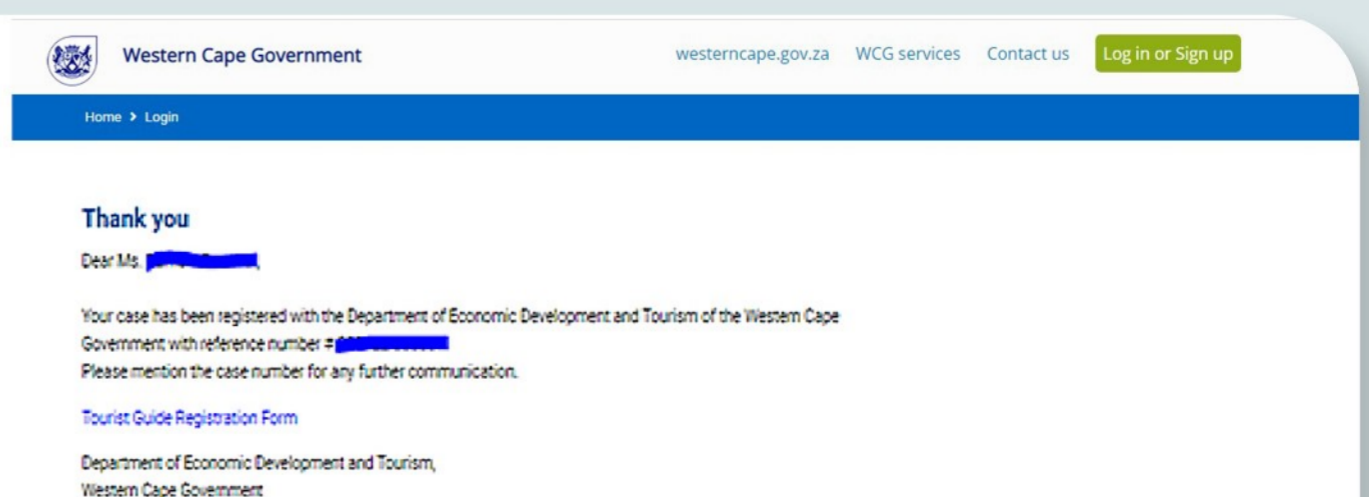 Western Cape Government
westerncape.gov.za WCG services Contact us Log in or Sign up
Home > Login
Thank you
Dear Ms.
Your case has been registered with the Department of Economic Development and Tourism of the Western Cape
Government with reference number #
Please mention the case number for any further communication.
Tourist Guide Registration Form
Department of Economic Development and Tourism,
Western Cape Government